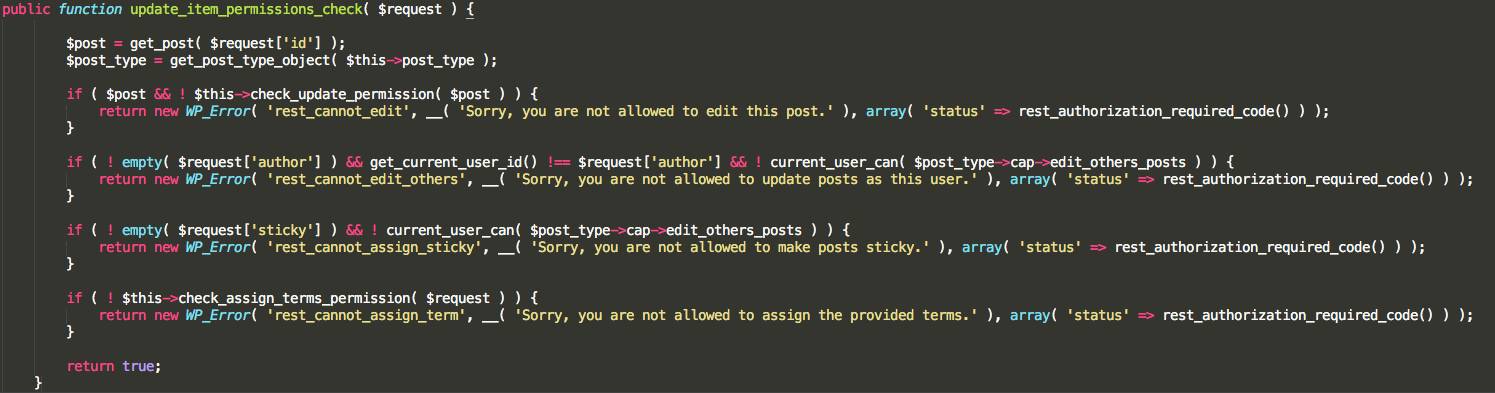 public function update_item_permissions_check( $request ) {
$post = get_post( $request['id'] );
$post_type = get_post_type_object( $this->post_type );
if ( $post && ! $this->check_update_permission( $post ) ) {
return new WP_Error( 'rest_cannot_edit', __( 'Sorry, you are not allowed to edit this post.' ), array( 'status' => rest_authorization_required_code() ) );
}
if ( ! empty( $request['author'] ) && get_current_user_id() !== $request['author'] && ! current_user_can( $post_type->cap->edit_others_posts ) ) {
return new WP_Error( 'rest_cannot_edit_others', __( 'Sorry, you are not allowed to update posts as this user.' ), array( 'status' => rest_authorization_required_code() ) );
}
if ( ! empty( $request['sticky'] ) && ! current_user_can( $post_type->cap->edit_others_posts ) ) {
return new WP_Error( 'rest_cannot_assign_sticky', __( 'Sorry, you are not allowed to make posts sticky.' ), array( 'status' => rest_authorization_required_code() ) );
}
if ( ! $this->check_assign_terms_permission( $request ) ) {
return new WP_Error( 'rest_cannot_assign_term', __( 'Sorry, you are not allowed to assign the provided terms.' ), array( 'status' => rest_authorization_required_code() ) );
}
return true;
}